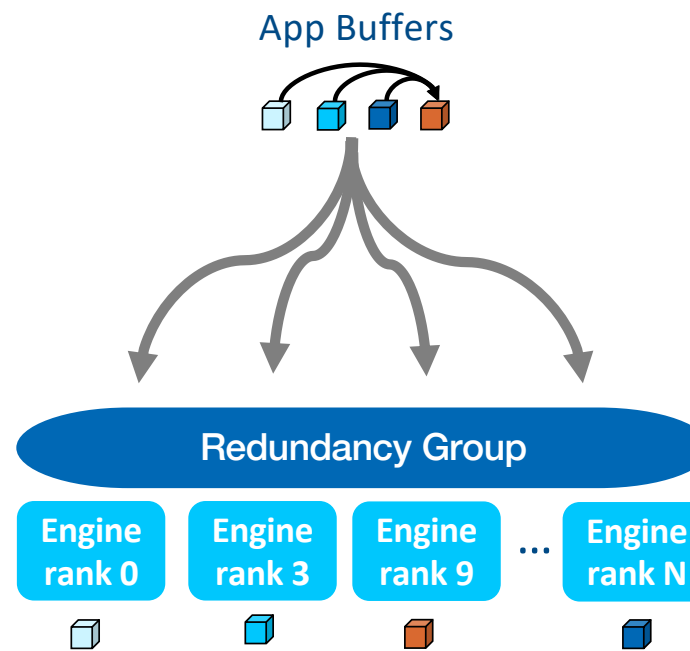 App Buffers
Redundancy Group
Engine
rank 0
Engine
rank 3
Engine
rank 9
...
Engine
rank N